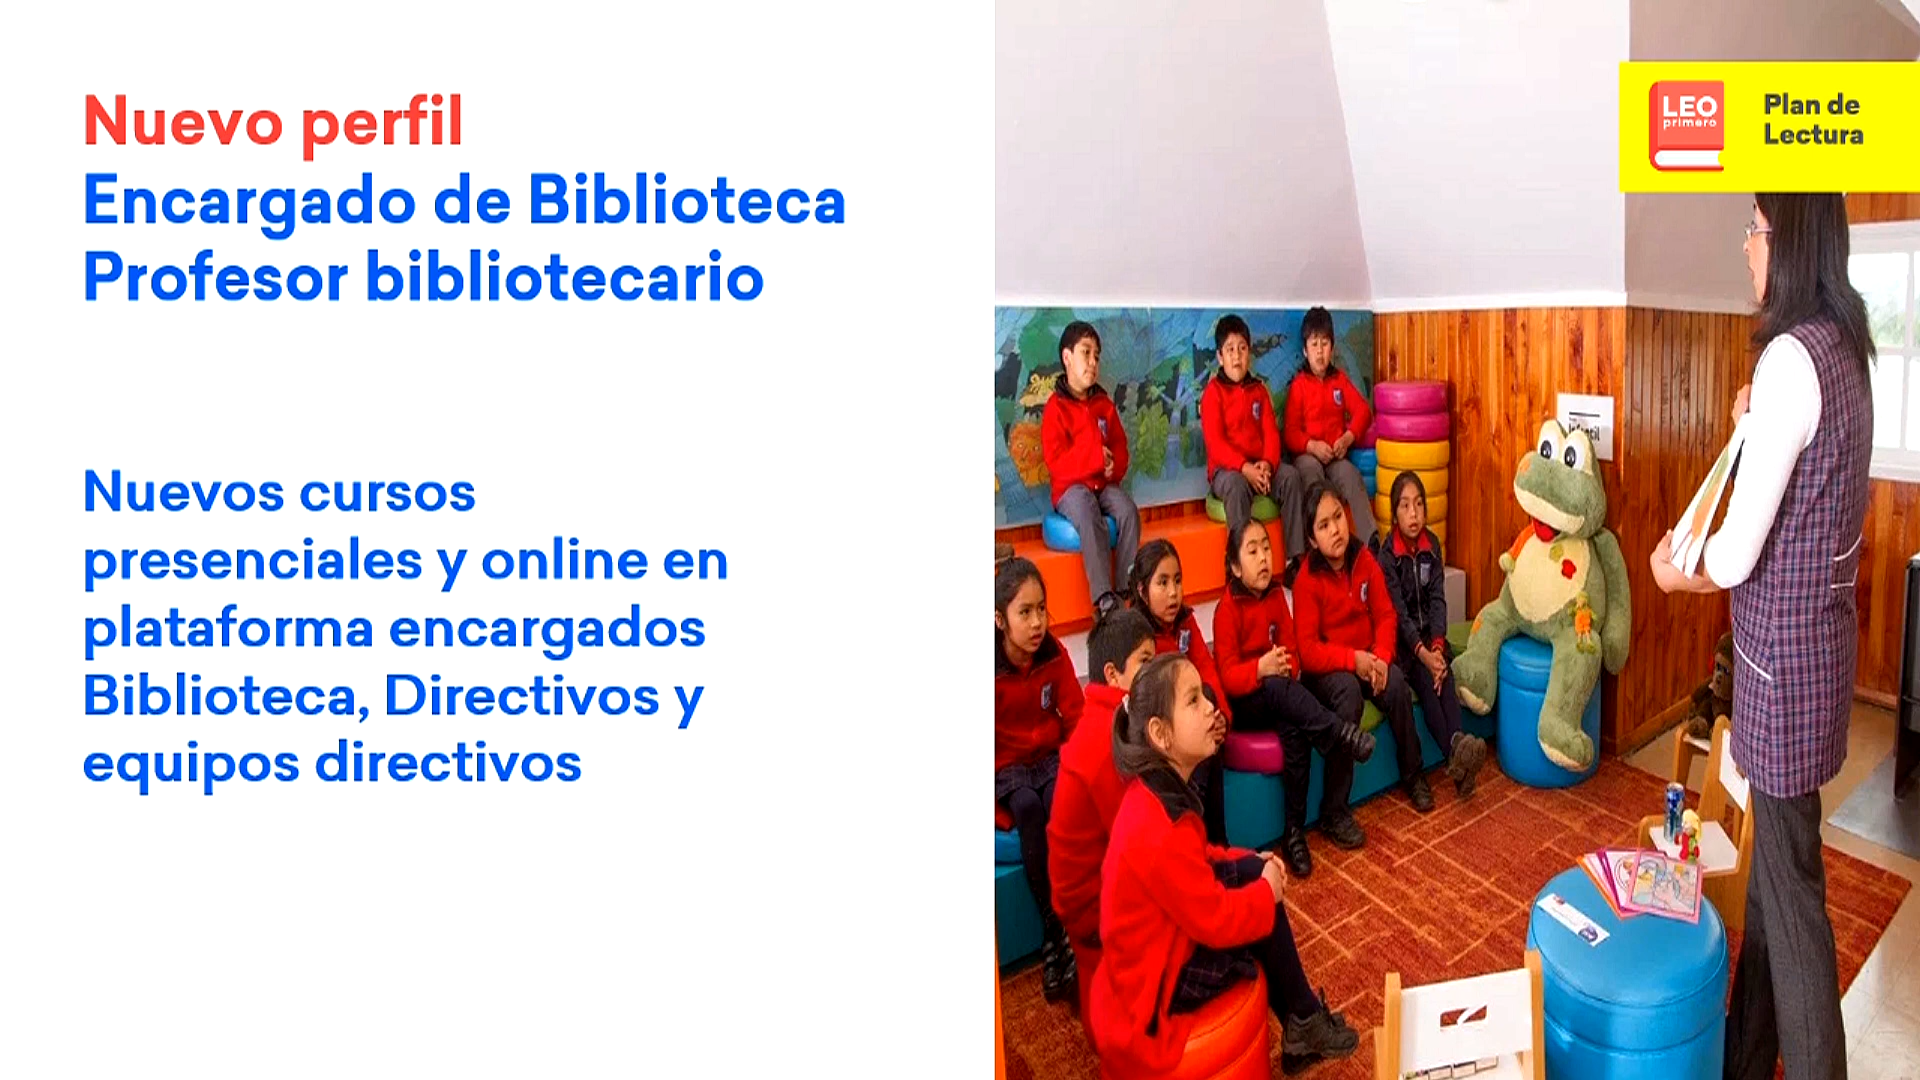 Nuevo perfil
Encargado de Biblioteca
Profesor bibliotecario
Nuevos cursos
presenciales y online en
plataforma encargados
Biblioteca, Directivos y
equipos directivos
LEO
primero
Plan de
Lectura